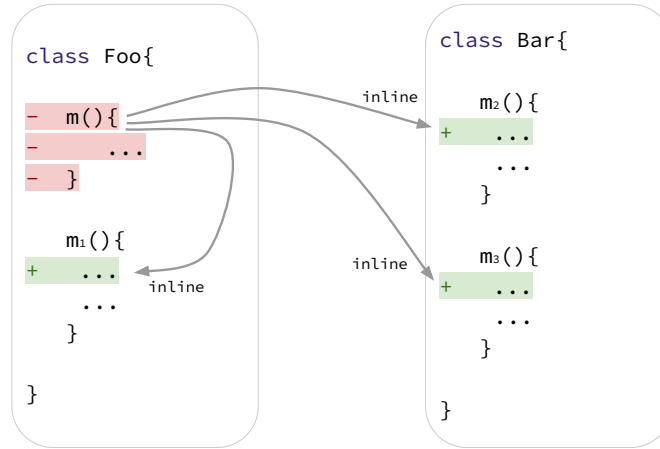 class Foo{
- m(){
- ...
- }
m₁(){
+ ...
...
}
}
inline
inline
inline
class Bar{
m₂(){
+ ...
...
}
m₃(){
+ ...
...
}
}